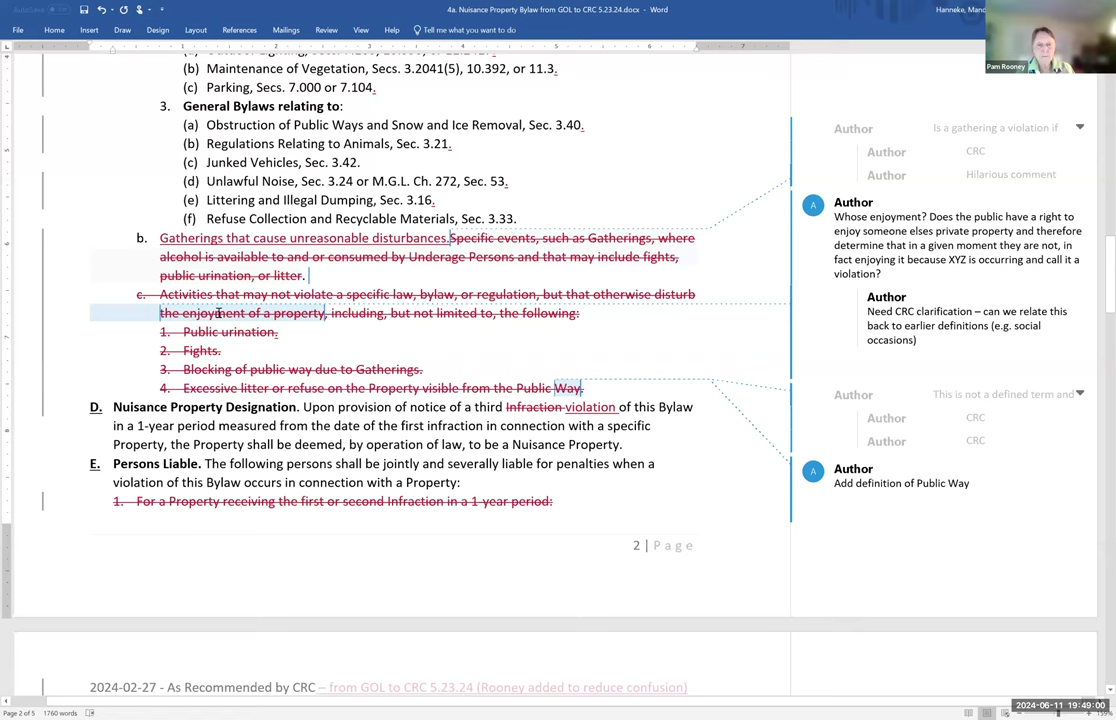 AutoSave
4a. Nuisance Property Bylaw from GOL to CRC 5.23.24.docx - Word
Hanneke, Mand
File Home Insert Draw Design Layout References Mailings Review View Help Tell me what you want to do
Pam Rooney
(b) Maintenance of Vegetation, Secs. 3.2041(5), 10.392, or 11.3.
(c) Parking, Secs. 7.000 or 7.104.
3. General Bylaws relating to:
(a) Obstruction of Public Ways and Snow and Ice Removal, Sec. 3.40.
(b) Regulations Relating to Animals, Sec. 3.21.
(c) Junked Vehicles, Sec. 3.42.
(d) Unlawful Noise, Sec. 3.24 or M.G.L. Ch. 272, Sec. 53.
(e) Littering and Illegal Dumping, Sec. 3.16.
(f) Refuse Collection and Recyclable Materials, Sec. 3.33.
b. Gatherings that cause unreasonable disturbances.Specific events, such as Gatherings, where
alcohol is available to and or consumed by Underage Persons and that may include fights,
public urination, or litter.
c. Activities that may not violate a specific law, bylaw, or regulation, but that otherwise disturb
the enjoyment of a property, including, but not limited to, the following:
1. Public urination.
2. Fights.
3. Blocking of public way due to Gatherings.
4. Excessive litter or refuse on the Property visible from the Public Way.
D. Nuisance Property Designation. Upon provision of notice of a third Infraction violation of this Bylaw
in a 1-year period measured from the date of the first infraction in connection with a specific
Property, the Property shall be deemed, by operation of law, to be a Nuisance Property.
E. Persons Liable. The following persons shall be jointly and severally liable for penalties when a
violation of this Bylaw occurs in connection with a Property:
1. For a Property receiving the first or second Infraction in a 1-year period:
2 | Page
2024-02-27 - As Recommended by CRC – from GOL to CRC 5.23.24 (Rooney added to reduce confusion)
Author Is a gathering a violation if
Author CRC
Author Hilarious comment
A Author
Whose enjoyment? Does the public have a right to
enjoy someone elses private property and therefore
determine that in a given moment they are not, in
fact enjoying it because XYZ is occurring and call it a
violation?
Author
Need CRC clarification – can we relate this
back to earlier definitions (e.g. social
occasions)
Author This is not a defined term and
Author CRC
Author CRC
A Author
Add definition of Public Way
Page 2 of 5 1760 words
2024-06-11 19:49:00